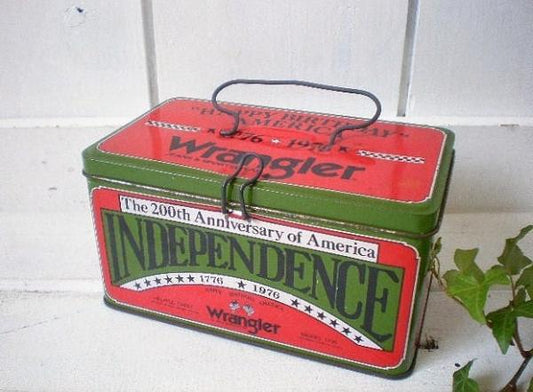 "HAPPY BIRTHDAY
AMERICA"
1776 ★ 1976
Wrangler
The 200th Anniversary of America
INDEPENDENCE
★★★★★★ 1776 ★ 1976 ★★★★★★
Wrangler